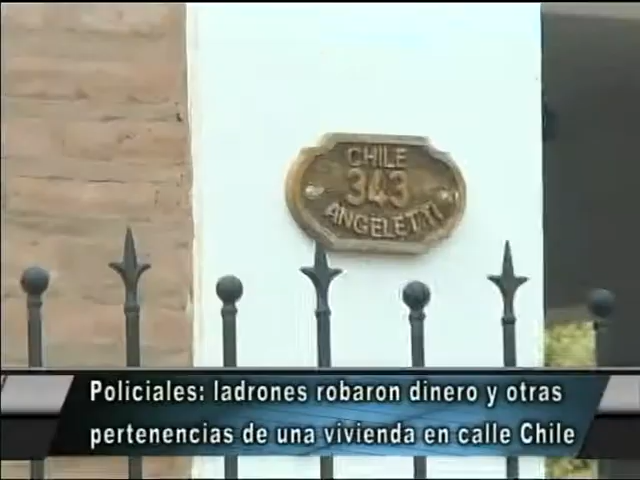 CHILE
343
ANGELETTI
Policiales: ladrones robaron dinero y otras
pertenencias de una vivienda en calle Chile